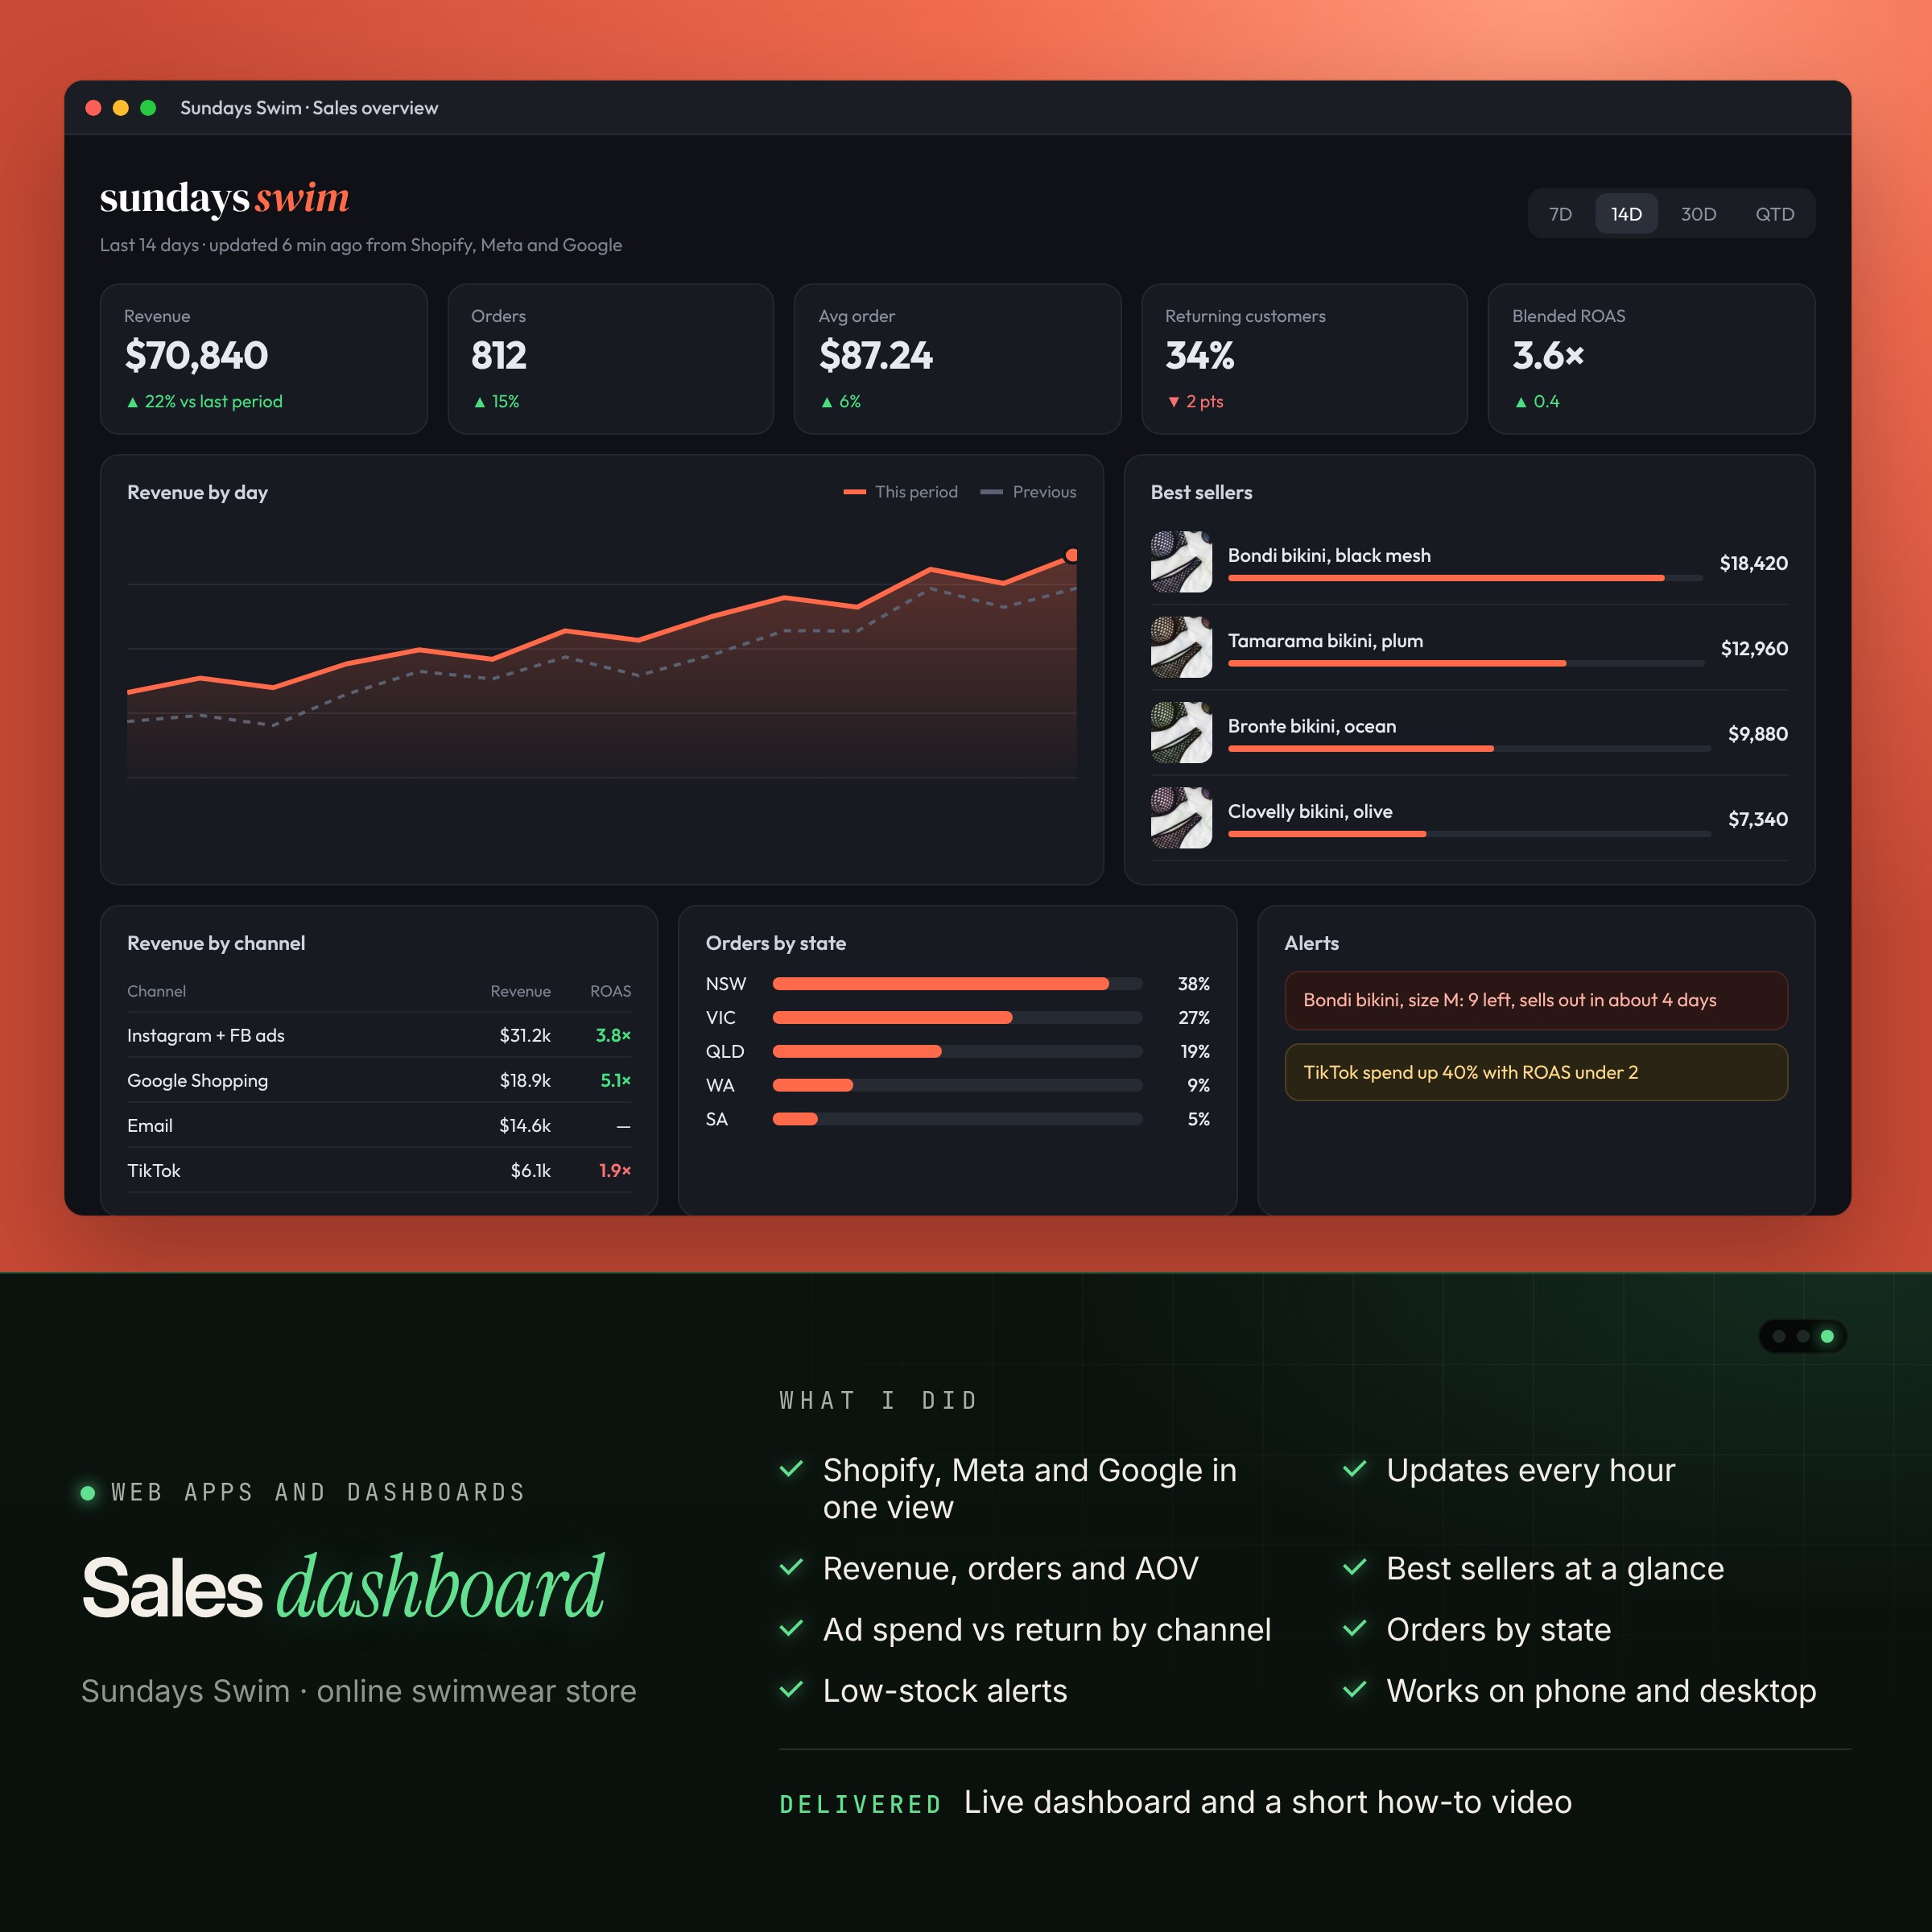 Sundays Swim · Sales overview
sundays swim
Last 14 days · updated 6 min ago from Shopify, Meta and Google
7D 14D 30D QTD
Revenue
$70,840
▲ 22% vs last period
Orders
812
▲ 15%
Avg order
$87.24
▲ 6%
Returning customers
34%
▼ 2 pts
Blended ROAS
3.6×
▲ 0.4
Revenue by day
This period Previous
Best sellers
Bondi bikini, black mesh $18,420
Tamarama bikini, plum $12,960
Bronte bikini, ocean $9,880
Clovelly bikini, olive $7,340
Revenue by channel
Channel Revenue ROAS
Instagram + FB ads $31.2k 3.8×
Google Shopping $18.9k 5.1×
Email $14.6k —
TikTok $6.1k 1.9×
Orders by state
NSW 38%
VIC 27%
QLD 19%
WA 9%
SA 5%
Alerts
Bondi bikini, size M: 9 left, sells out in about 4 days
TikTok spend up 40% with ROAS under 2
WEB APPS AND DASHBOARDS
Sales dashboard
Sundays Swim · online swimwear store
WHAT I DID
Shopify, Meta and Google in
one view
Updates every hour
Revenue, orders and AOV
Best sellers at a glance
Ad spend vs return by channel
Orders by state
Low-stock alerts
Works on phone and desktop
DELIVERED Live dashboard and a short how-to video